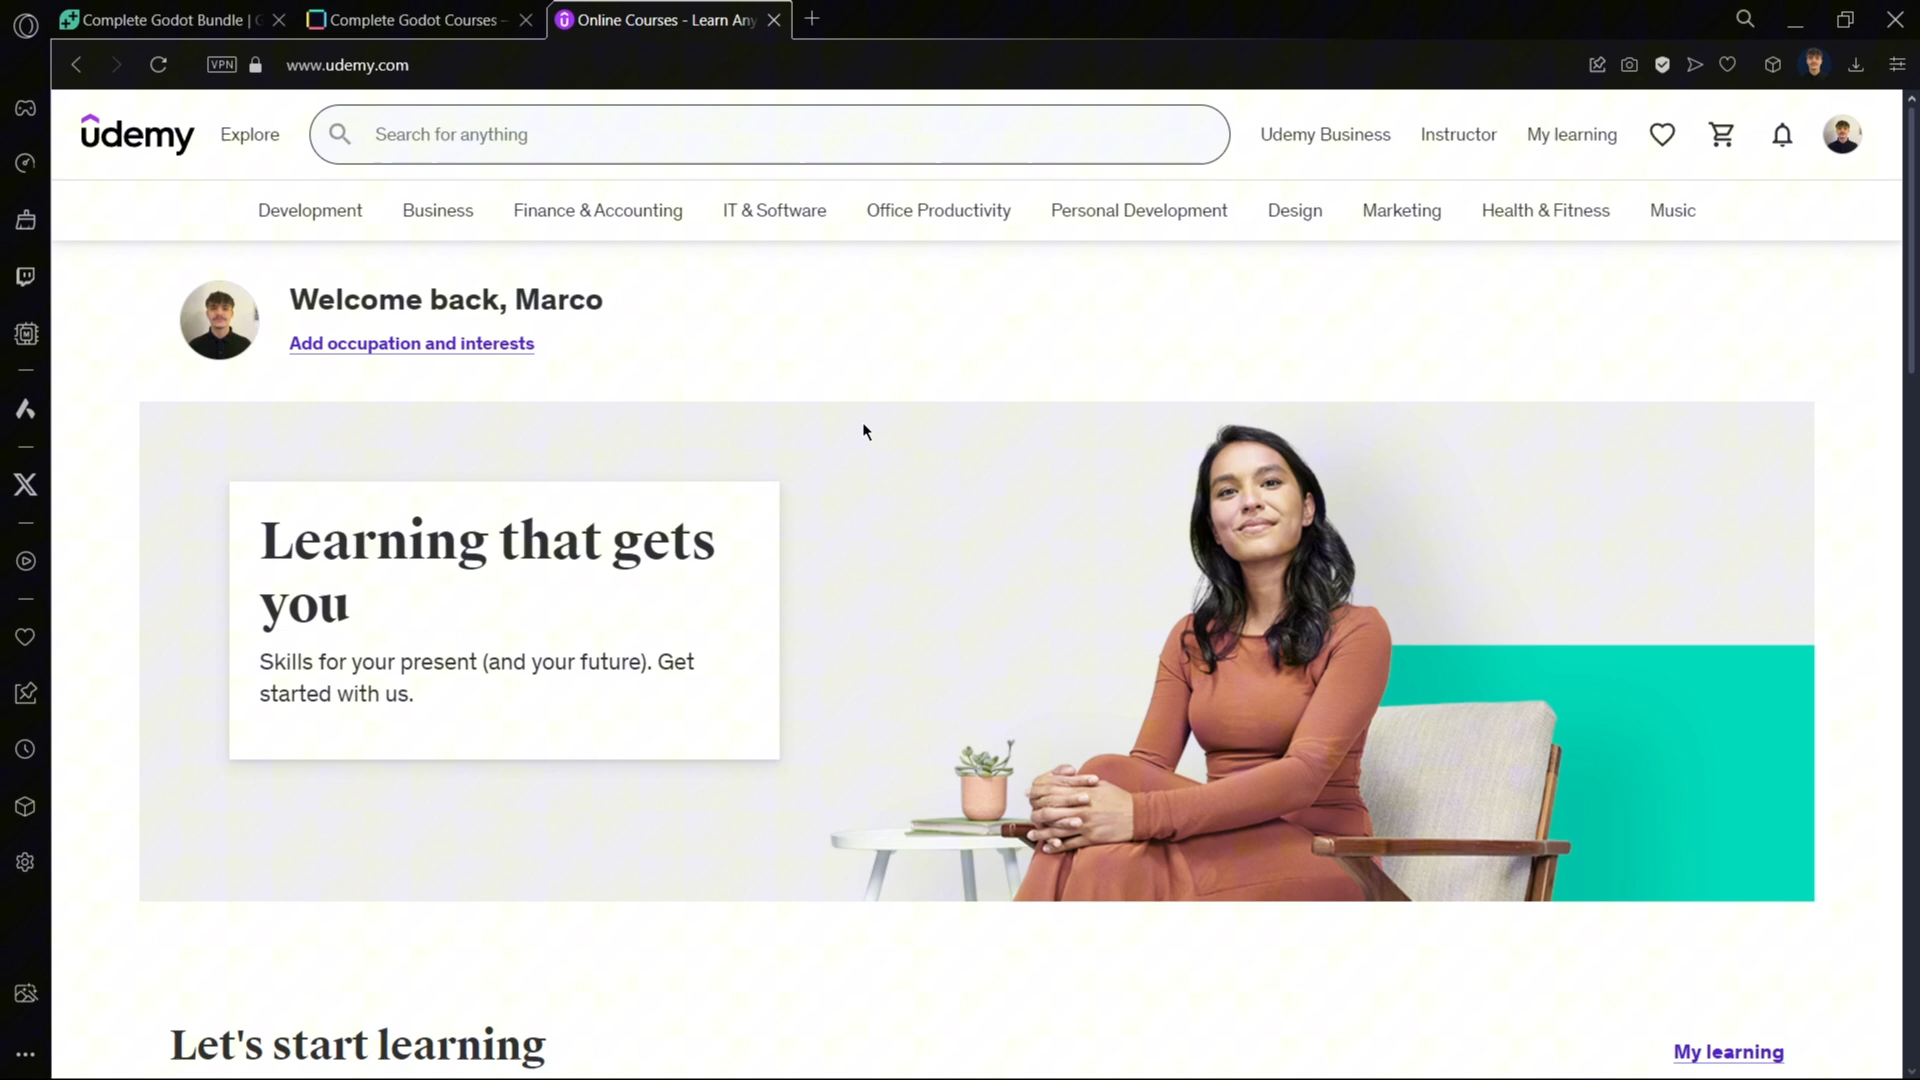 Complete Godot Bundle |
Complete Godot Courses -
Online Courses - Learn Any
VPN
www.udemy.com
udemy
Explore
Search for anything
Udemy Business
Instructor
My learning
Development
Business
Finance & Accounting
IT & Software
Office Productivity
Personal Development
Design
Marketing
Health & Fitness
Music
Welcome back, Marco
Add occupation and interests
Learning that gets
you
Skills for your present (and your future). Get
started with us.
Let's start learning
My learning